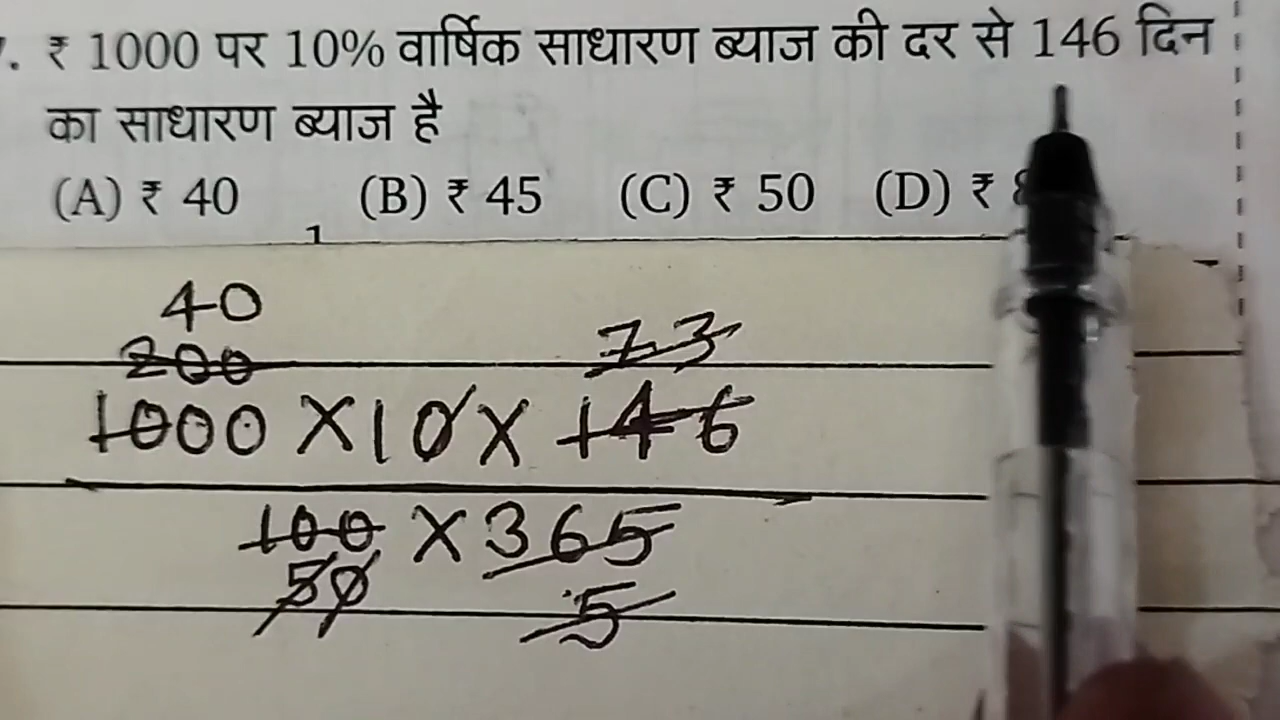 . ₹ 1000 पर 10% वार्षिक साधारण ब्याज की दर से 146 दिन
का साधारण ब्याज है
(A) ₹ 40 (B) ₹ 45 (C) ₹ 50 (D) ₹
1
40
200 73
1000 × 10 × 146
100 × 365
50 5